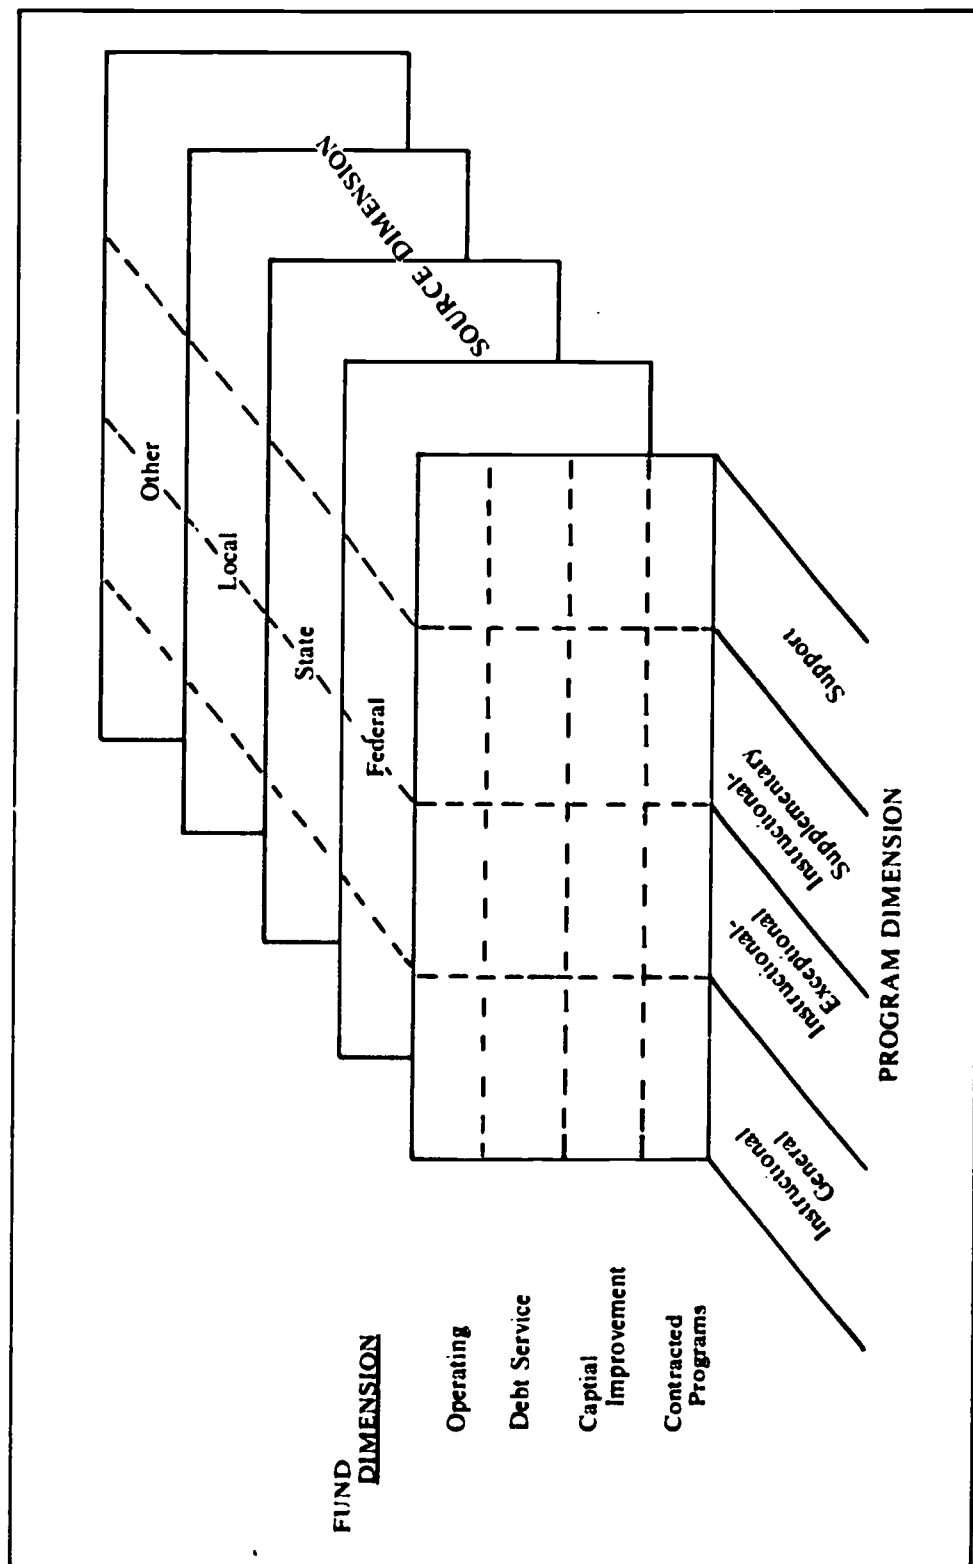 SOURCE DIMENSION
Other
Local
State
Federal
FUND
DIMENSION
Operating
Debt Service
Captial
Improvement
Contracted
Programs
Instructional
General
Instructional-
Exceptional
Instructional-
Supplementary
Support
PROGRAM DIMENSION